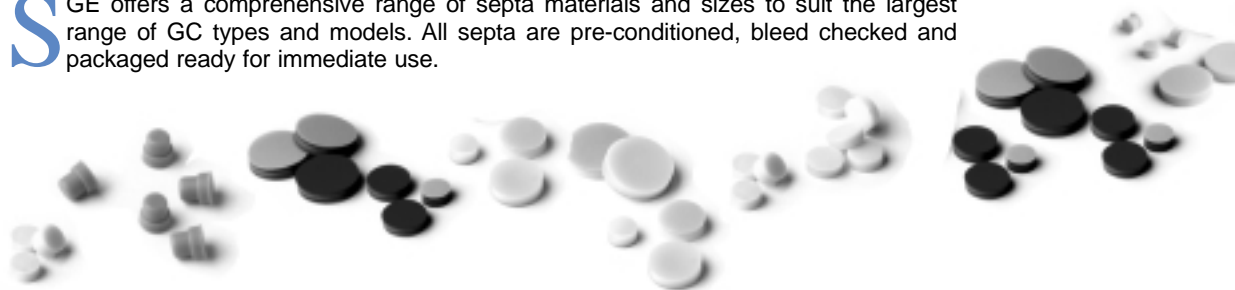 SGE offers a comprehensive range of septa materials and sizes to suit the largest
range of GC types and models. All septa are pre-conditioned, bleed checked and
packaged ready for immediate use.